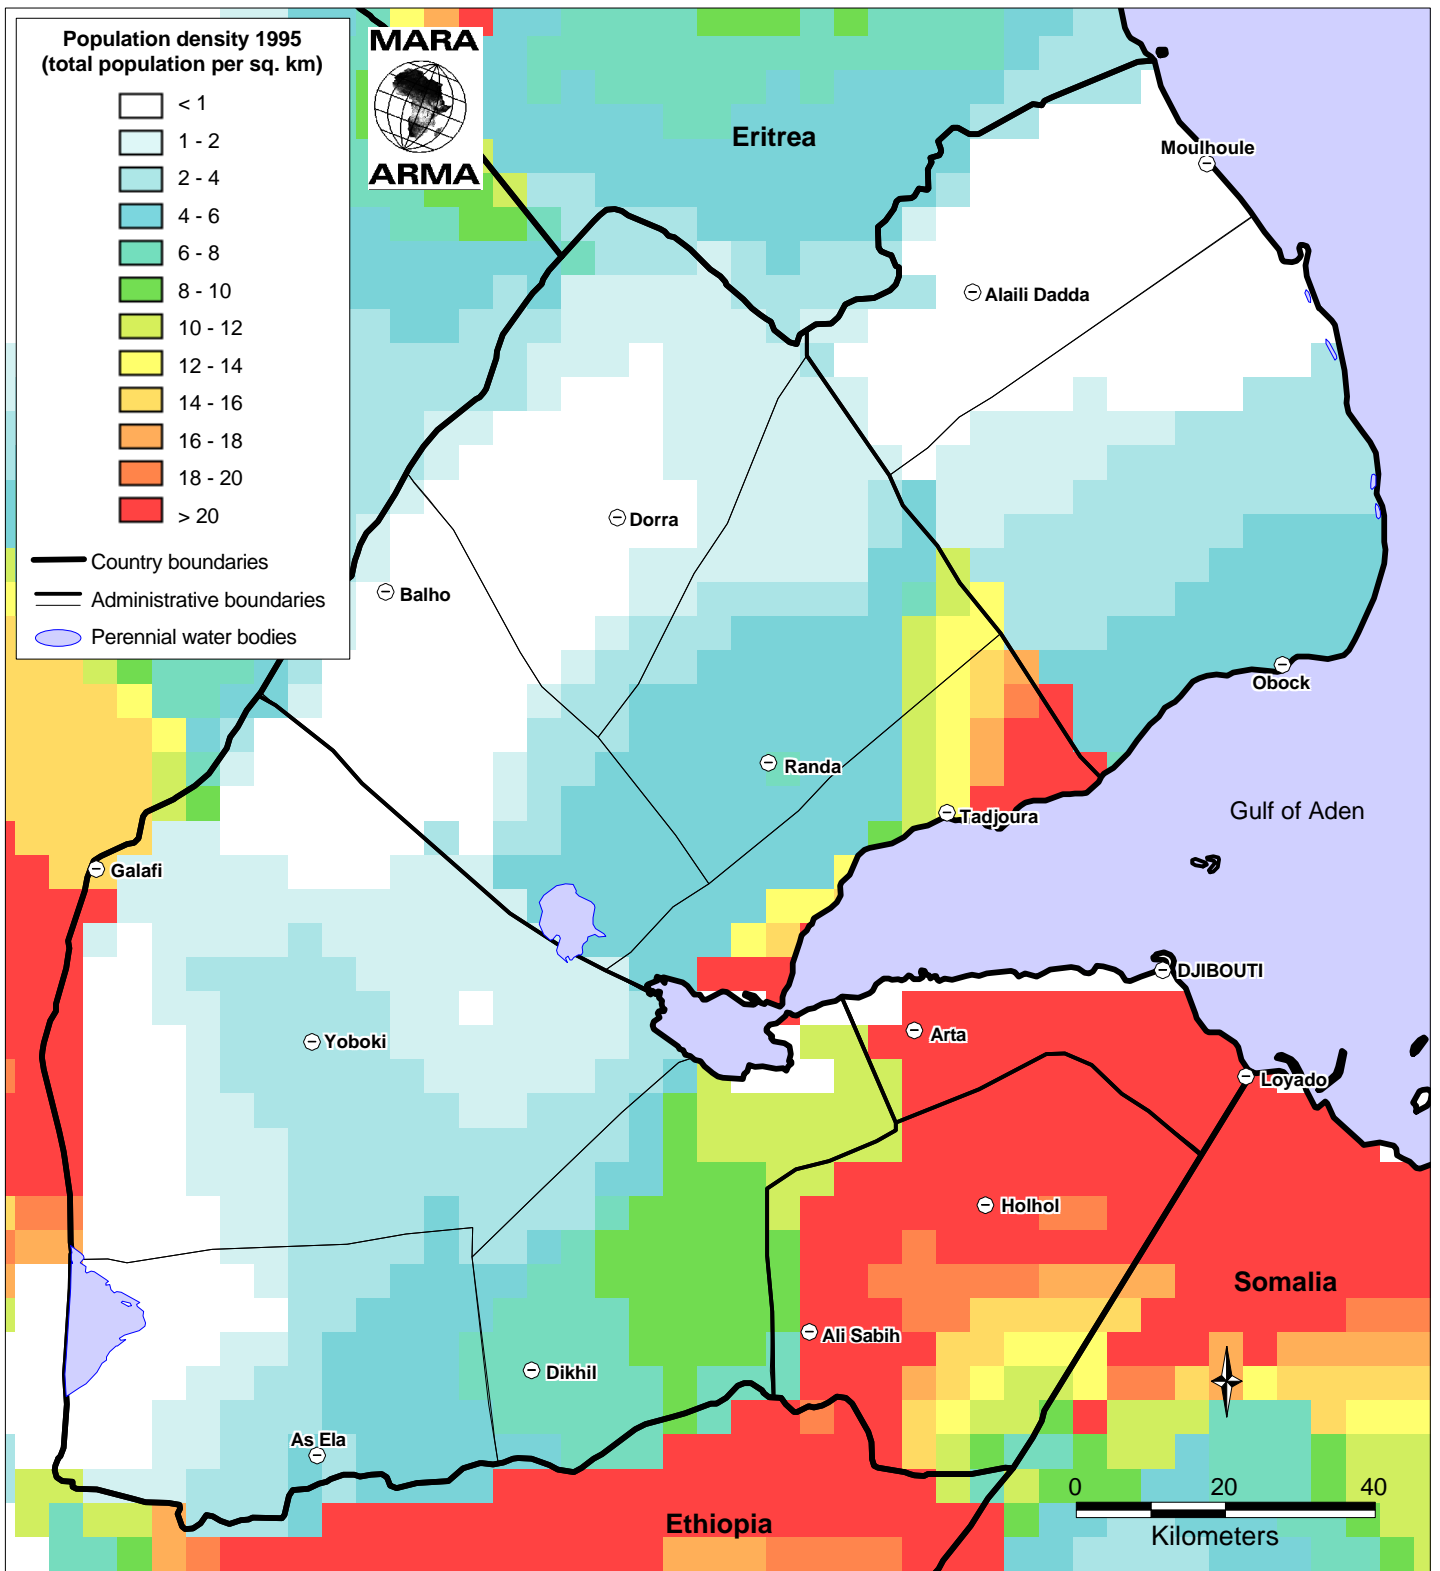 Population density 1995
(total population per sq. km)
< 1
1 - 2
2 - 4
4 - 6
6 - 8
8 - 10
10 - 12
12 - 14
14 - 16
16 - 18
18 - 20
> 20
Country boundaries
Administrative boundaries
Perennial water bodies
MARA
ARMA
Eritrea
Moulhoule
Alaili Dadda
Dorra
Balho
Obock
Randa
Tadjoura
Gulf of Aden
Galafi
DJIBOUTI
Arta
Yoboki
Loyado
Holhol
Somalia
Ali Sabih
Dikhil
As Ela
Ethiopia
0 20 40
Kilometers